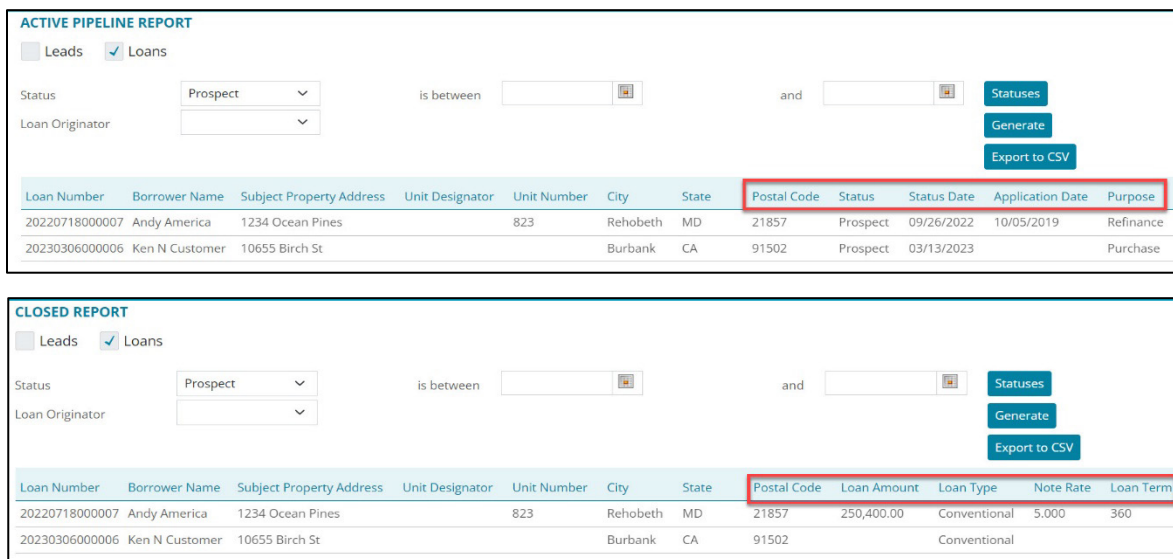 ACTIVE PIPELINE REPORT
Leads Loans
Status Prospect is between and Statuses
Loan Originator Generate
Export to CSV
Loan Number Borrower Name Subject Property Address Unit Designator Unit Number City State Postal Code Status Status Date Application Date Purpose
20220718000007 Andy America 1234 Ocean Pines 823 Rehobeth MD 21857 Prospect 09/26/2022 10/05/2019 Refinance
20230306000006 Ken N Customer 10655 Birch St Burbank CA 91502 Prospect 03/13/2023 Purchase
CLOSED REPORT
Leads Loans
Status Prospect is between and Statuses
Loan Originator Generate
Export to CSV
Loan Number Borrower Name Subject Property Address Unit Designator Unit Number City State Postal Code Loan Amount Loan Type Note Rate Loan Term
20220718000007 Andy America 1234 Ocean Pines 823 Rehobeth MD 21857 250,400.00 Conventional 5.000 360
20230306000006 Ken N Customer 10655 Birch St Burbank CA 91502 Conventional